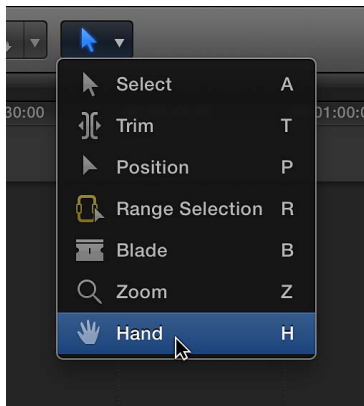 30:00
01:00:0
Select A
Trim T
Position P
Range Selection R
Blade B
Zoom Z
Hand H